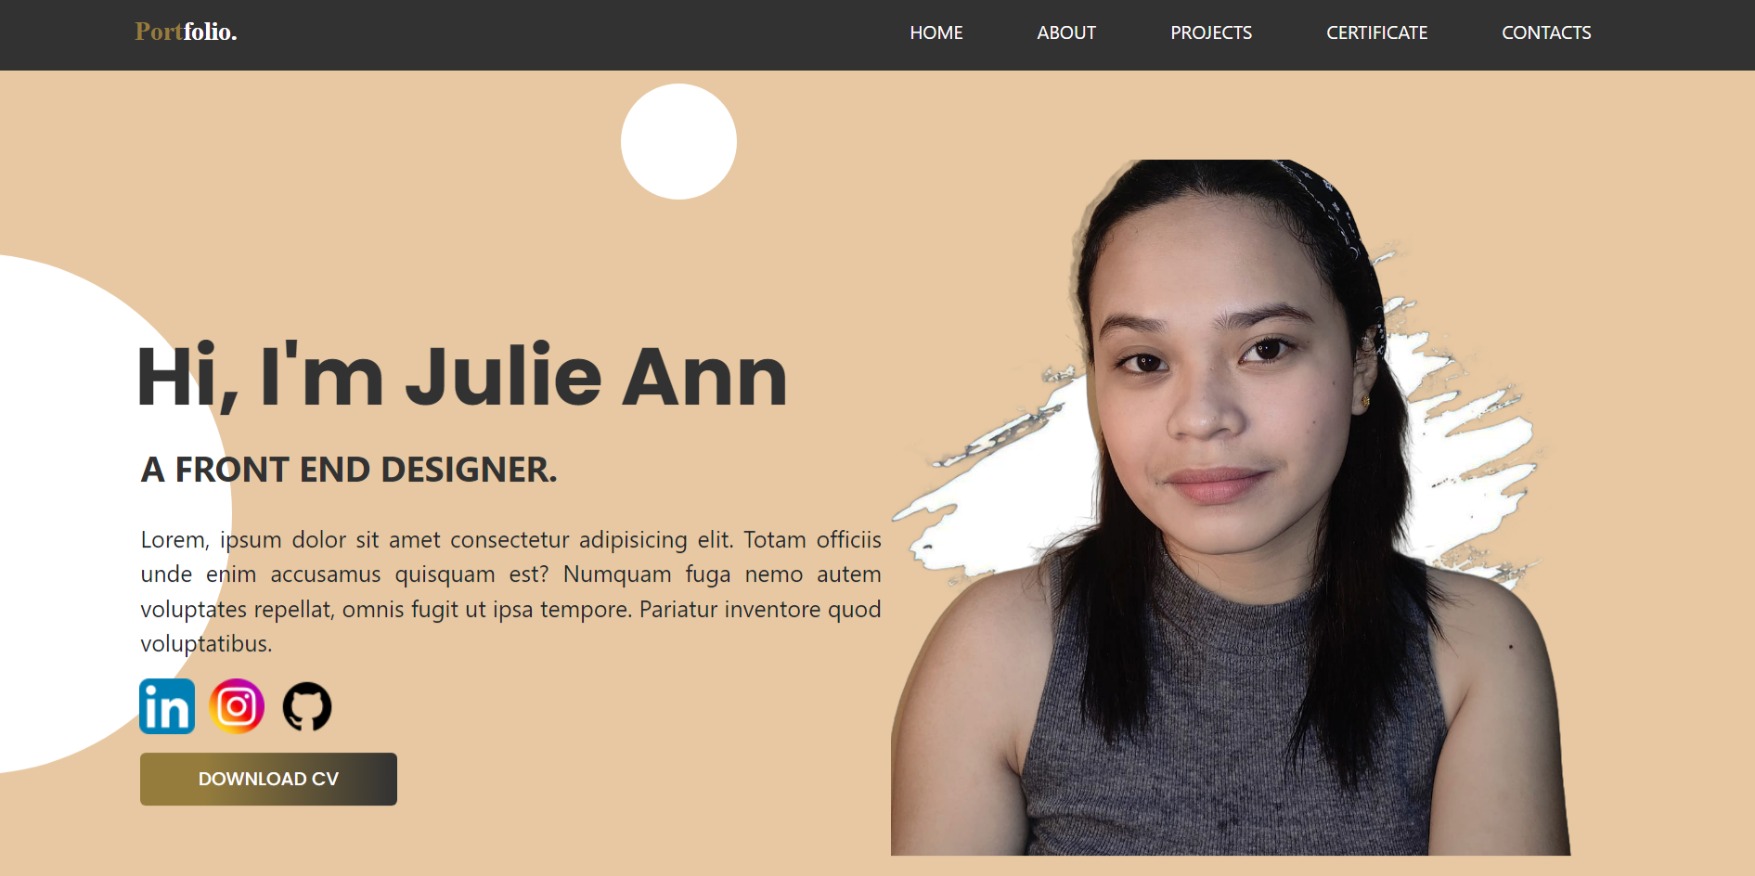 Portfolio.
HOME ABOUT PROJECTS CERTIFICATE CONTACTS
Hi, I'm Julie Ann
A FRONT END DESIGNER.
Lorem, ipsum dolor sit amet consectetur adipisicing elit. Totam officiis
unde enim accusamus quisquam est? Numquam fuga nemo autem
voluptates repellat, omnis fugit ut ipsa tempore. Pariatur inventore quod
voluptatibus.
in
DOWNLOAD CV